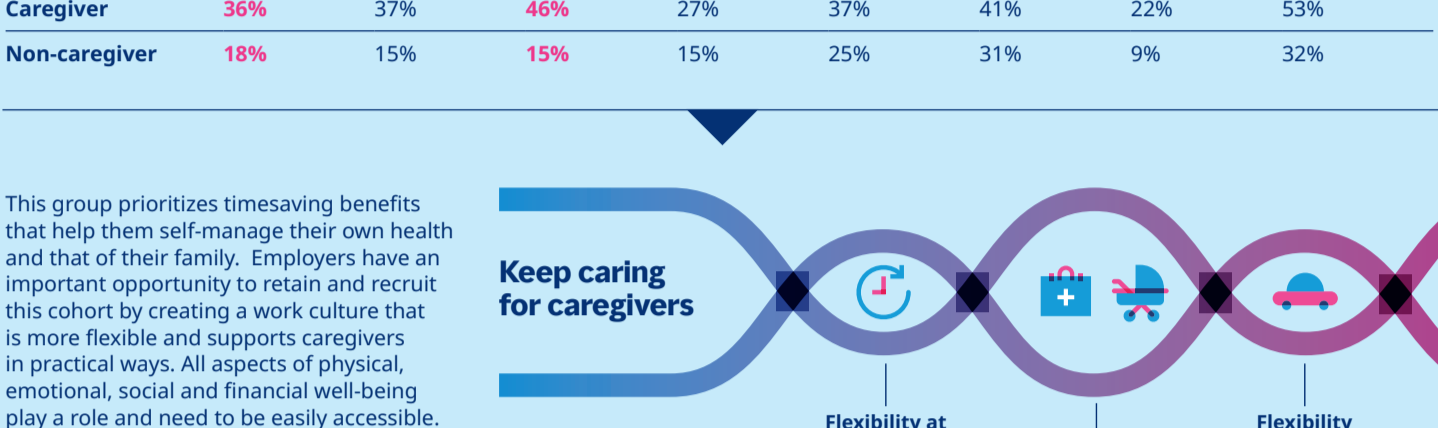 Caregiver 36% 37% 46% 27% 37% 41% 22% 53%
Non-caregiver 18% 15% 15% 15% 25% 31% 9% 32%
This group prioritizes timesaving benefits
that help them self-manage their own health
and that of their family.  Employers have an
important opportunity to retain and recruit
this cohort by creating a work culture that
is more flexible and supports caregivers
in practical ways. All aspects of physical,
emotional, social and financial well-being
play a role and need to be easily accessible.
Keep caring
for caregivers
Flexibility at
Flexibility